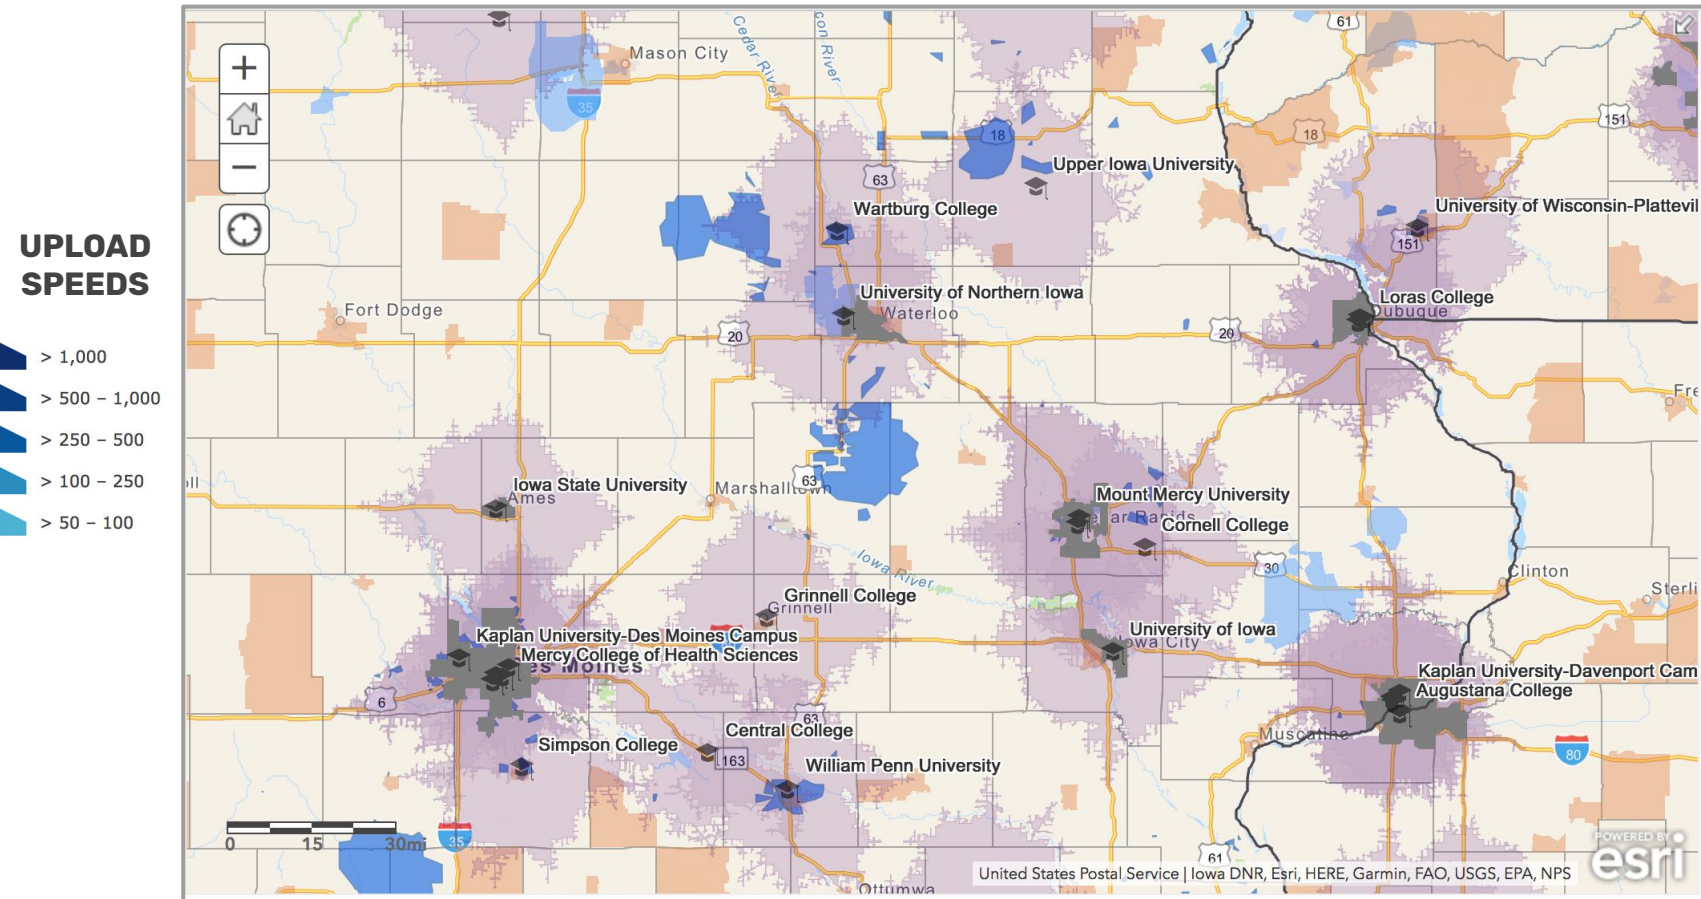 UPLOAD
SPEEDS
> 1,000
> 500 – 1,000
> 250 – 500
> 100 – 250
> 50 – 100
+
−
Cedar River
61
Mason City
35
151
18
18
Upper Iowa University
63
Wartburg College
University of Wisconsin-Plattevil
151
University of Northern Iowa
Waterloo
Loras College
ubuque
Fort Dodge
20
20
Fre
Iowa State University
Ames
63
Marshalltown
Mount Mercy University
ar Rapids
Cornell College
Iowa River
30
Clinton
Sterli
Grinnell College
Grinnell
University of Iowa
owa City
Kaplan University-Des Moines Campus
Mercy College of Health Sciences
es Moines
Kaplan University-Davenport Cam
Augustana College
6
63
Central College
Muscatine
Simpson College
163
80
William Penn University
0 15 30mi
35
61
POWERED BY
esri
United States Postal Service | Iowa DNR, Esri, HERE, Garmin, FAO, USGS, EPA, NPS
Ottumwa